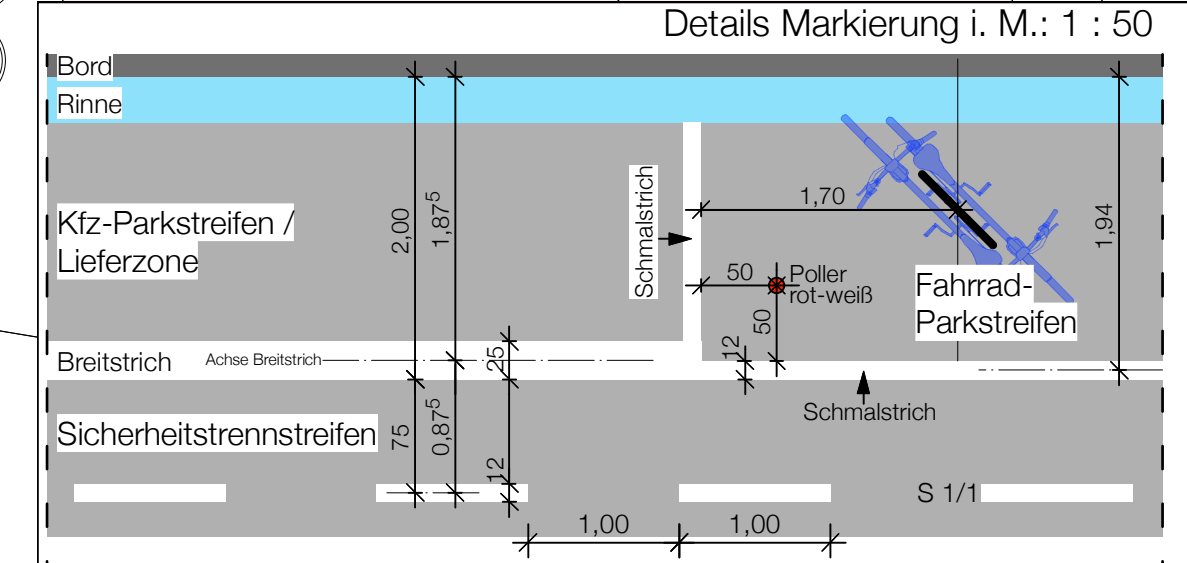 Details Markierung i. M.: 1 : 50
Bord
Rinne
Kfz-Parkstreifen /
Lieferzone
2,00
1,87⁵
Schmalstrich
1,70
50
Poller
rot-weiß
50
12
Fahrrad-
Parkstreifen
1,94
Breitstrich
Achse Breitstrich
25
Schmalstrich
Sicherheitstrennstreifen
75
0,87⁵
12
S 1/1
1,00
1,00